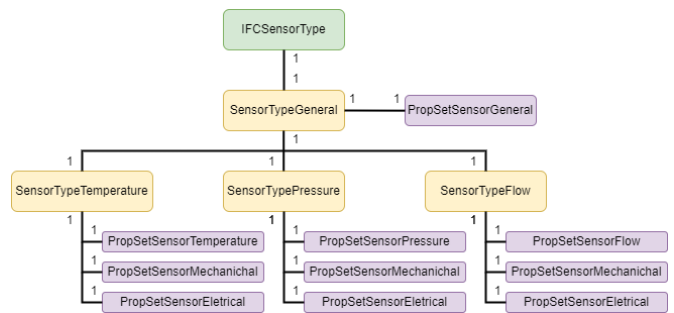 IFCSensorType
1
1
SensorTypeGeneral
1
1
PropSetSensorGeneral
1
1
1
1
SensorTypeTemperature
SensorTypePressure
SensorTypeFlow
1
1
1
1
PropSetSensorTemperature
1
PropSetSensorPressure
1
PropSetSensorFlow
1
PropSetSensorMechanichal
1
PropSetSensorMechanichal
1
PropSetSensorMechanichal
1
PropSetSensorEletrical
1
PropSetSensorEletrical
1
PropSetSensorEletrical